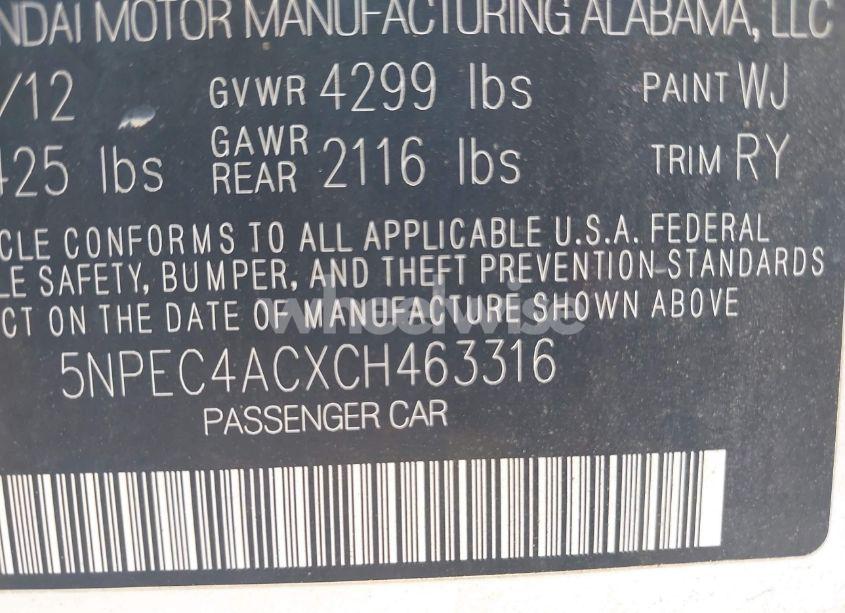 NDAI MOTOR MANUFACTURING ALABAMA, LLC
/12 GVWR 4299 lbs PAINT WJ
425 lbs GAWR REAR 2116 lbs TRIM RY
CLE CONFORMS TO ALL APPLICABLE U.S.A. FEDERAL
LE SAFETY, BUMPER, AND THEFT PREVENTION STANDARDS
CT ON THE DATE OF MANUFACTURE SHOWN ABOVE
wheelwise
5NPEC4ACXCH463316
PASSENGER CAR